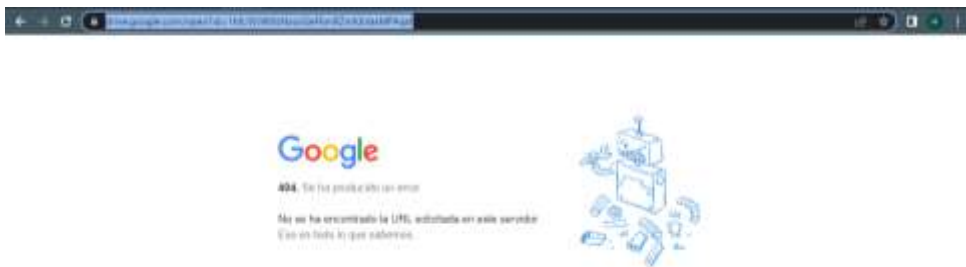 Google
404. Se ha producido un error
No se ha encontrado la URL solicitada en este servidor
Eso es todo lo que sabemos.